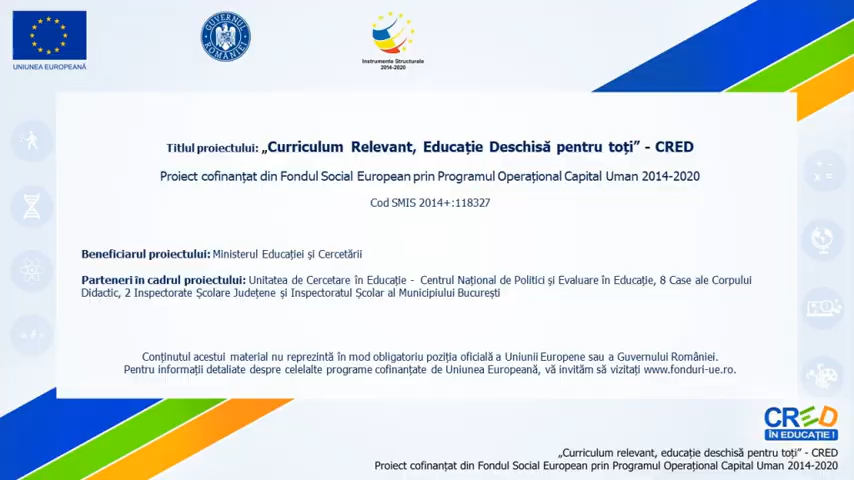 UNIUNEA EUROPEANĂ
GUVERNUL ROMÂNIEI
Instrumente Structurale
2014-2020
Titlul proiectului: „Curriculum Relevant, Educație Deschisă pentru toți” - CRED
Proiect cofinanțat din Fondul Social European prin Programul Operațional Capital Uman 2014-2020
Cod SMIS 2014+:118327
Beneficiarul proiectului: Ministerul Educației și Cercetării
Parteneri în cadrul proiectului: Unitatea de Cercetare în Educație - Centrul Național de Politici și Evaluare în Educație, 8 Case ale Corpului
Didactic, 2 Inspectorate Școlare Județene și Inspectoratul Școlar al Municipiului București
Conținutul acestui material nu reprezintă în mod obligatoriu poziția oficială a Uniunii Europene sau a Guvernului României.
Pentru informații detaliate despre celelalte programe cofinanțate de Uniunea Europeană, vă invităm să vizitați www.fonduri-ue.ro.
CRED
ÎN EDUCAȚIE !
„Curriculum relevant, educație deschisă pentru toți” - CRED
Proiect cofinanțat din Fondul Social European prin Programul Operațional Capital Uman 2014-2020